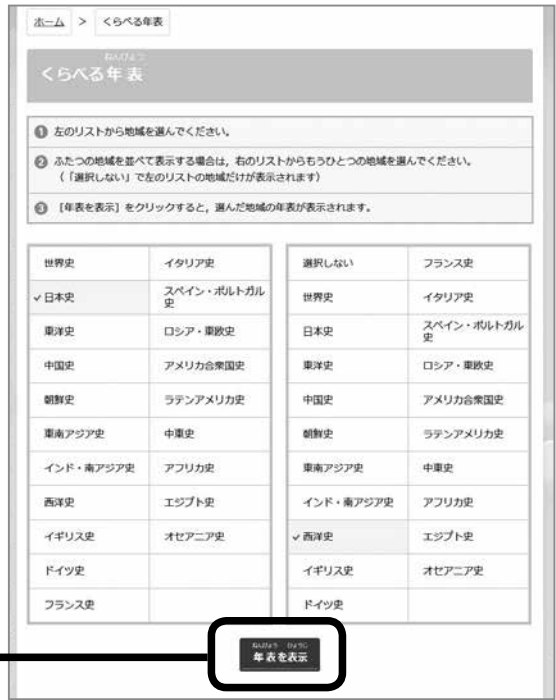 ホーム > くらべる年表
ねんぴょう
くらべる年表
❶ 左のリストから地域を選んでください。
❷ ふたつの地域を並べて表示する場合は，右のリストからもうひとつの地域を選んでください。
（「選択しない」で左のリストの地域だけが表示されます）
❸ ［年表を表示］をクリックすると，選んだ地域の年表が表示されます。
世界史 イタリア史 選択しない フランス史
✓日本史 スペイン・ポルトガル史 世界史 イタリア史
東洋史 ロシア・東欧史 日本史 スペイン・ポルトガル史
中国史 アメリカ合衆国史 東洋史 ロシア・東欧史
朝鮮史 ラテンアメリカ史 中国史 アメリカ合衆国史
東南アジア史 中東史 朝鮮史 ラテンアメリカ史
インド・南アジア史 アフリカ史 東南アジア史 中東史
西洋史 エジプト史 インド・南アジア史 アフリカ史
イギリス史 オセアニア史 ✓西洋史 エジプト史
ドイツ史 イギリス史 オセアニア史
フランス史 ドイツ史
ねんぴょう ひょうじ
年表を表示